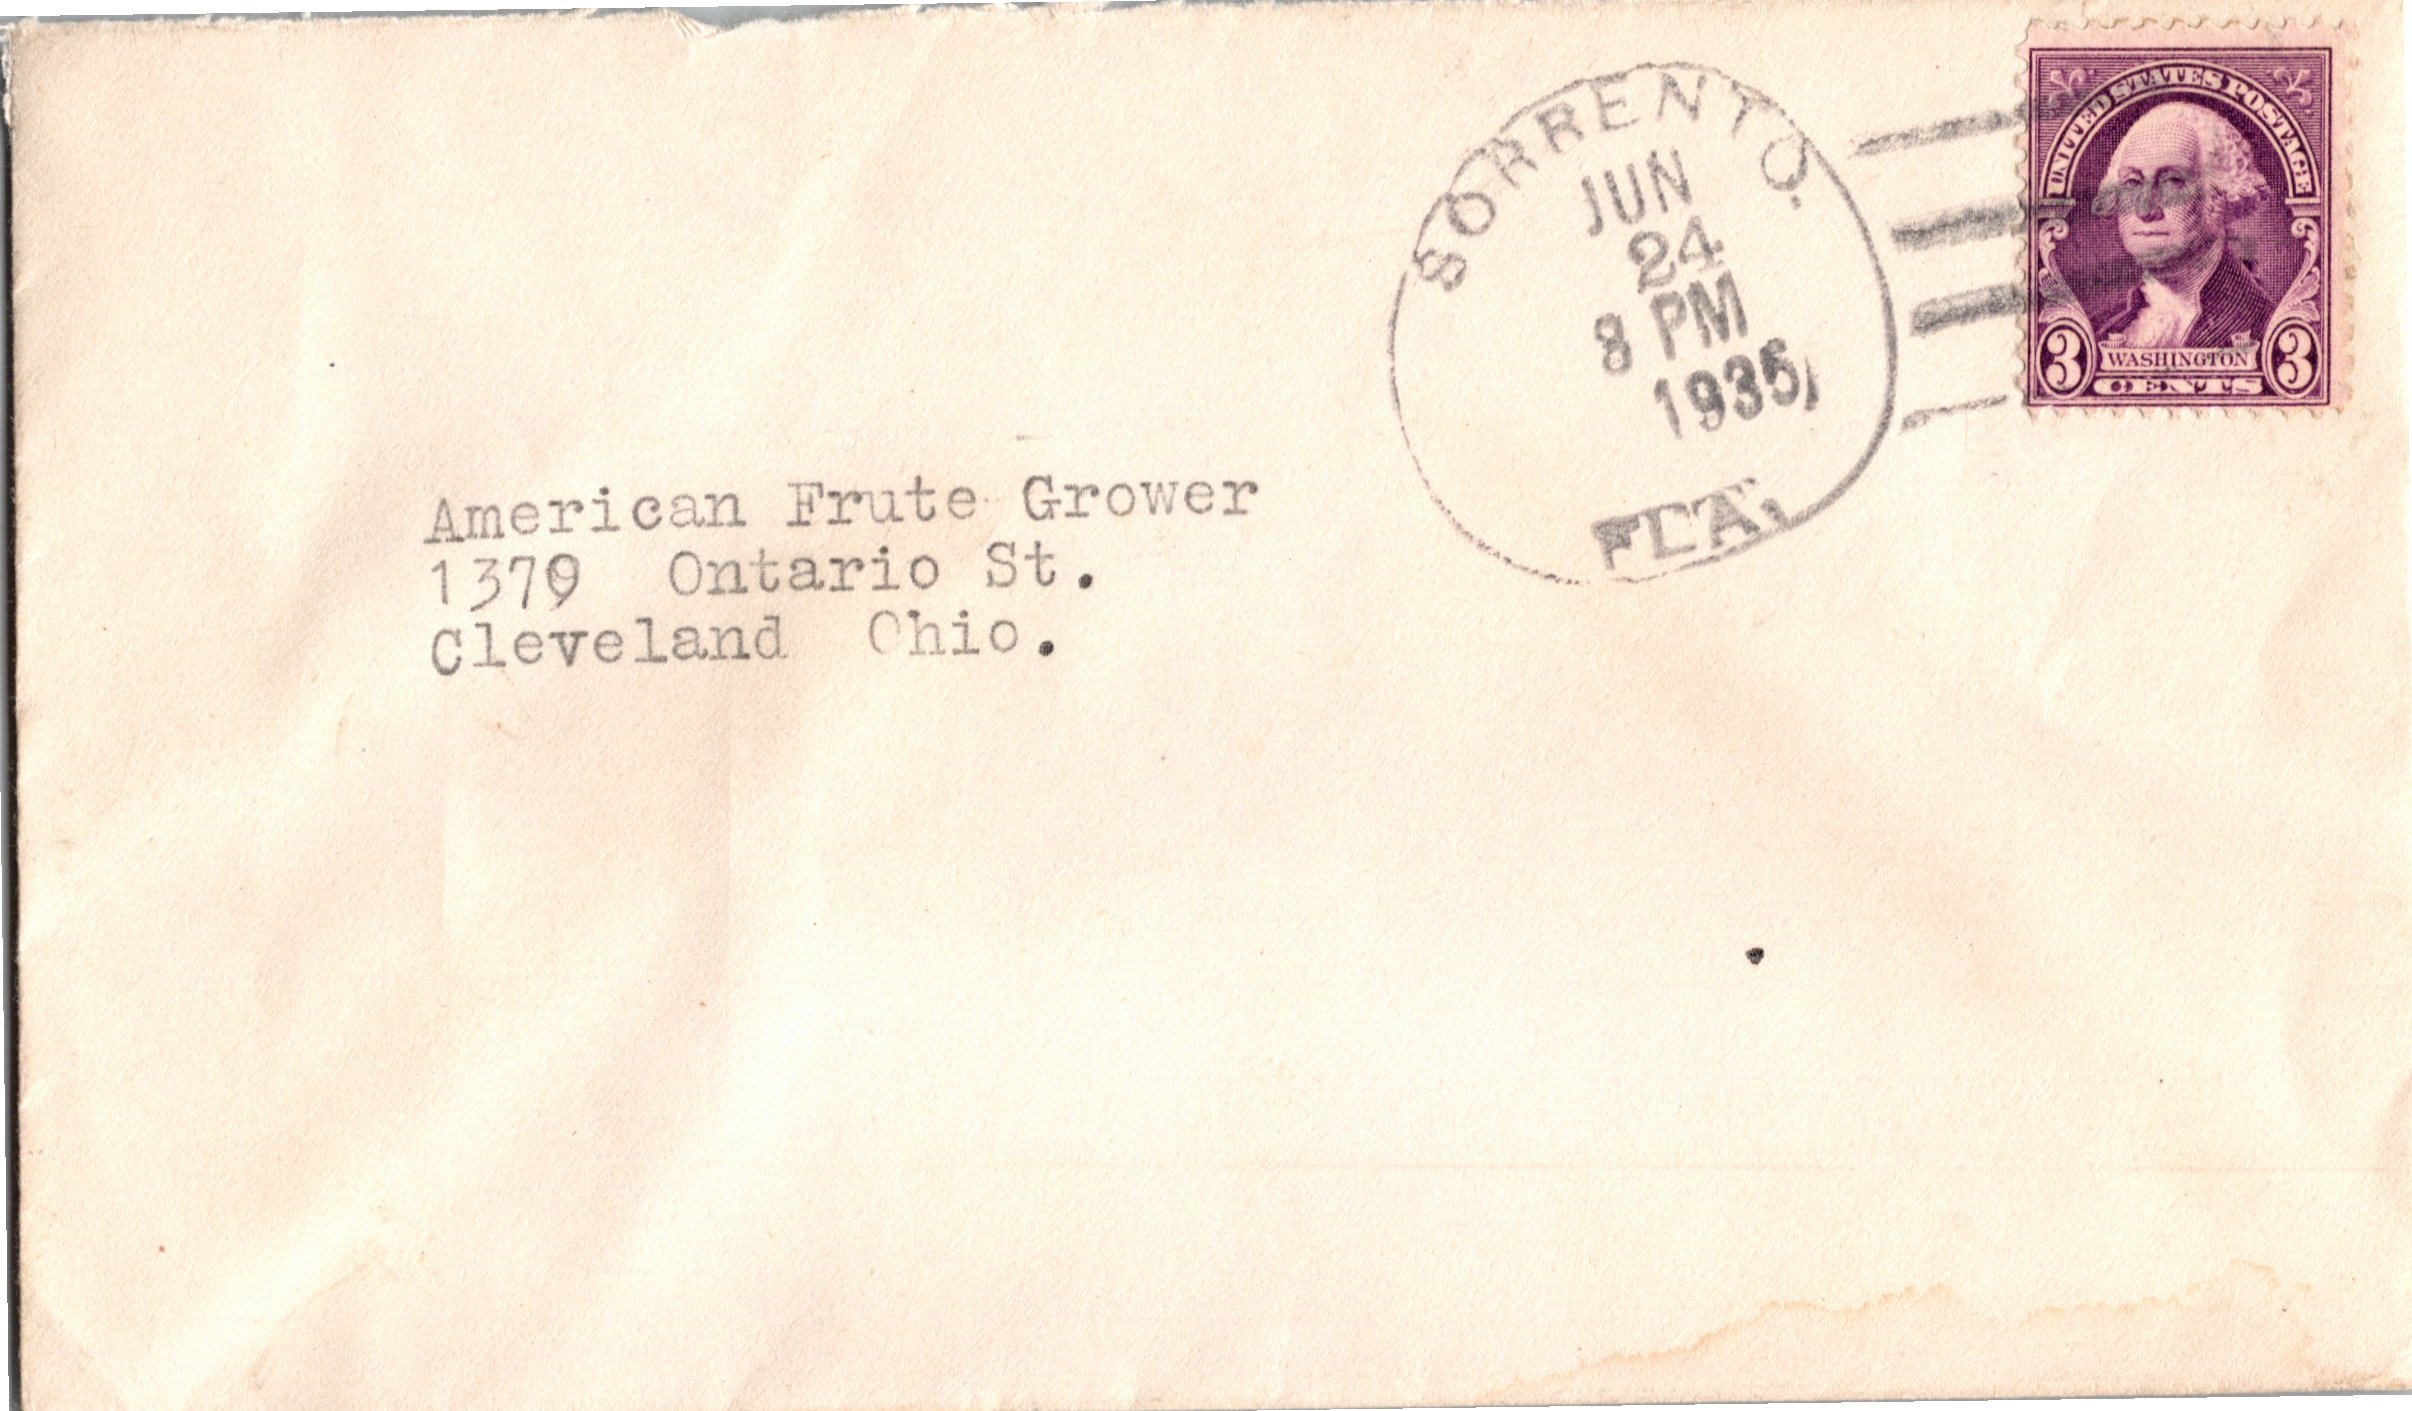 SORRENTO.
JUN
24
8 PM
1935
FLA.
UNITED STATES POSTAGE
3 WASHINGTON 3
CENTS
American Frute Grower
1379 Ontario St.
Cleveland Ohio.